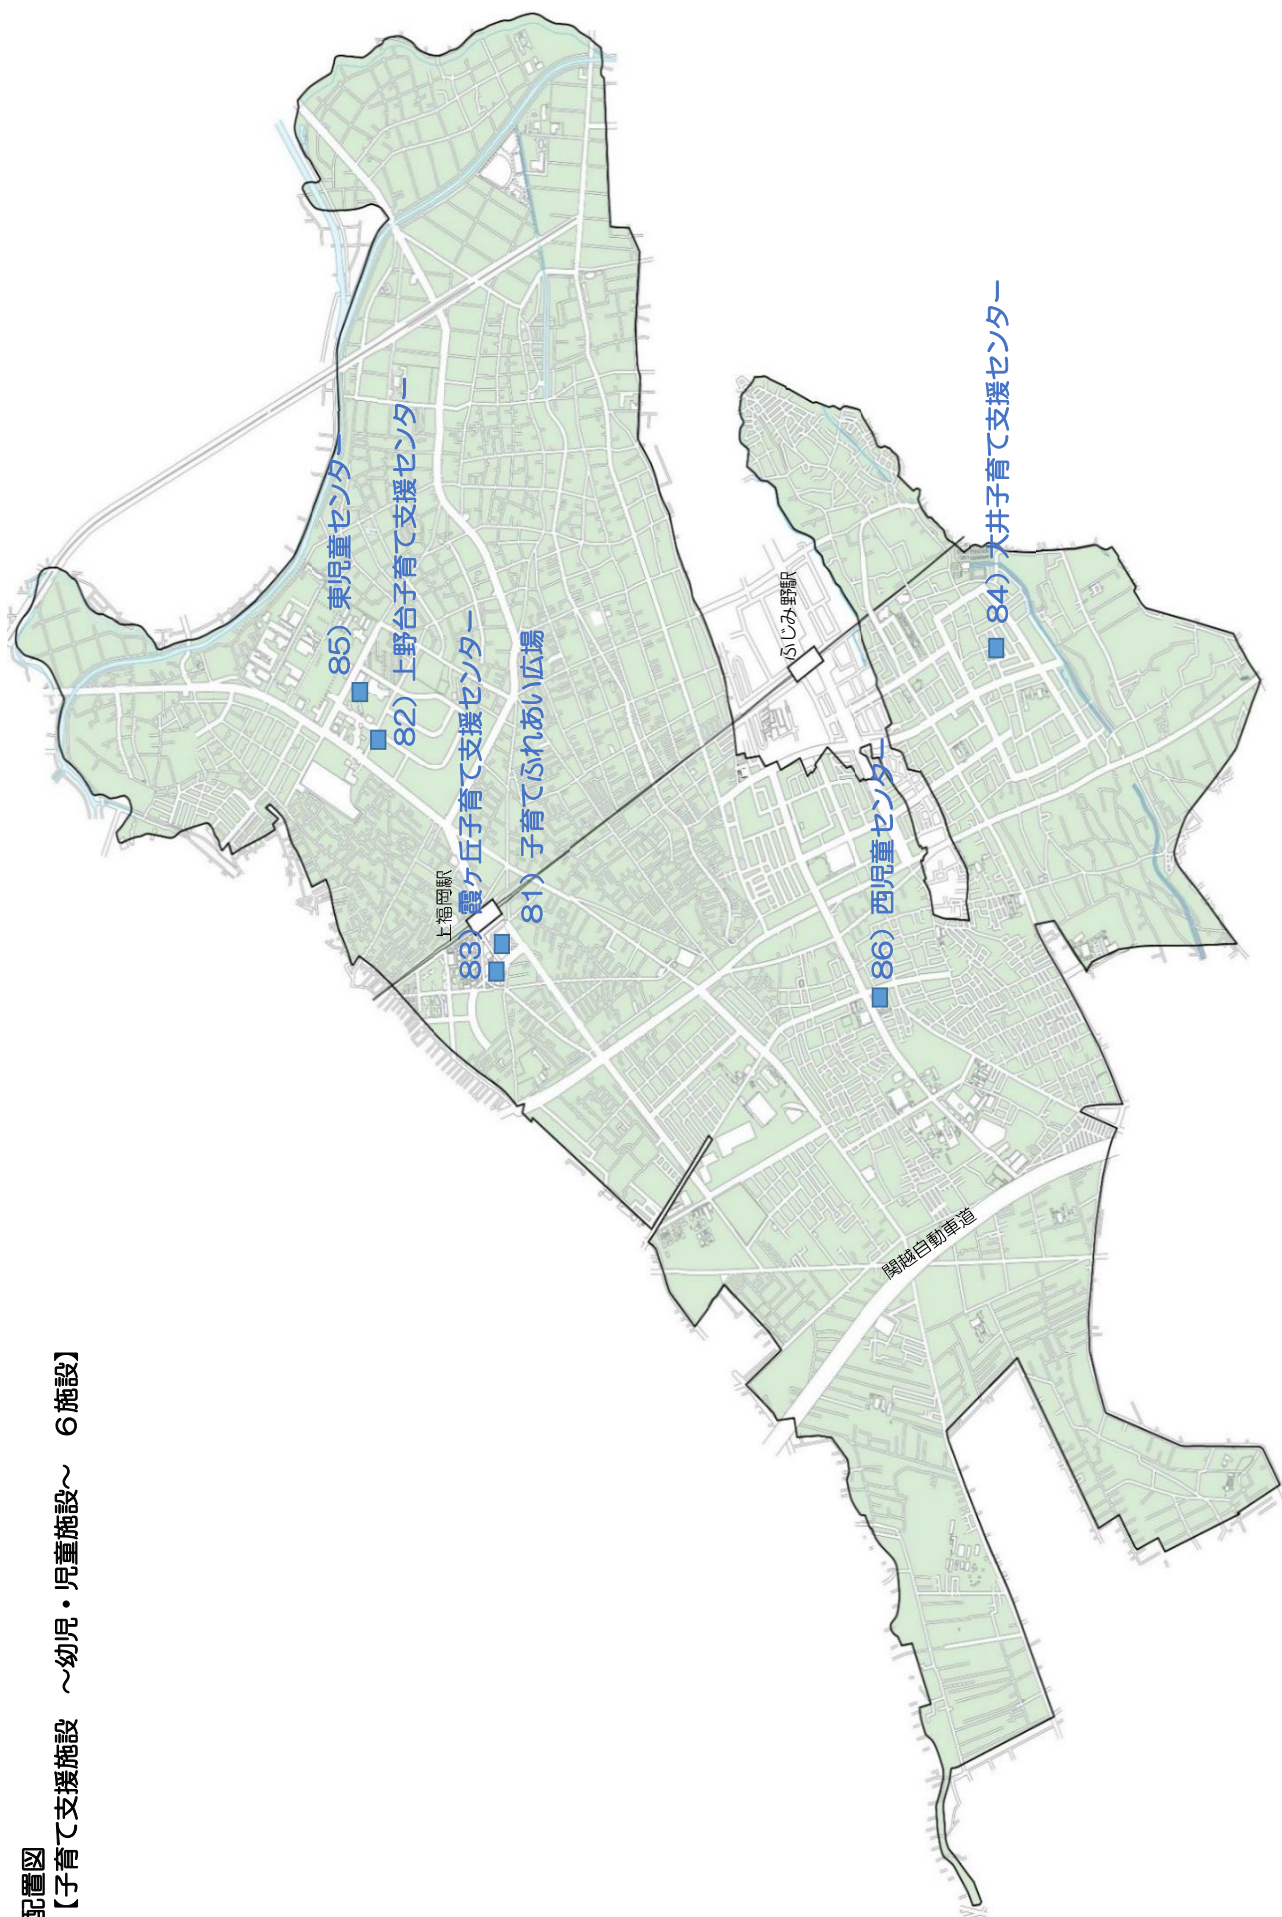 配置図
【子育て支援施設　～幼児・児童施設～　６施設】
85）東児童センター
82）上野台子育て支援センター
上福岡駅
83）霞ケ丘子育て支援センター
81）子育てふれあい広場
ふじみ野駅
86）西児童センター
関越自動車道
84）大井子育て支援センター